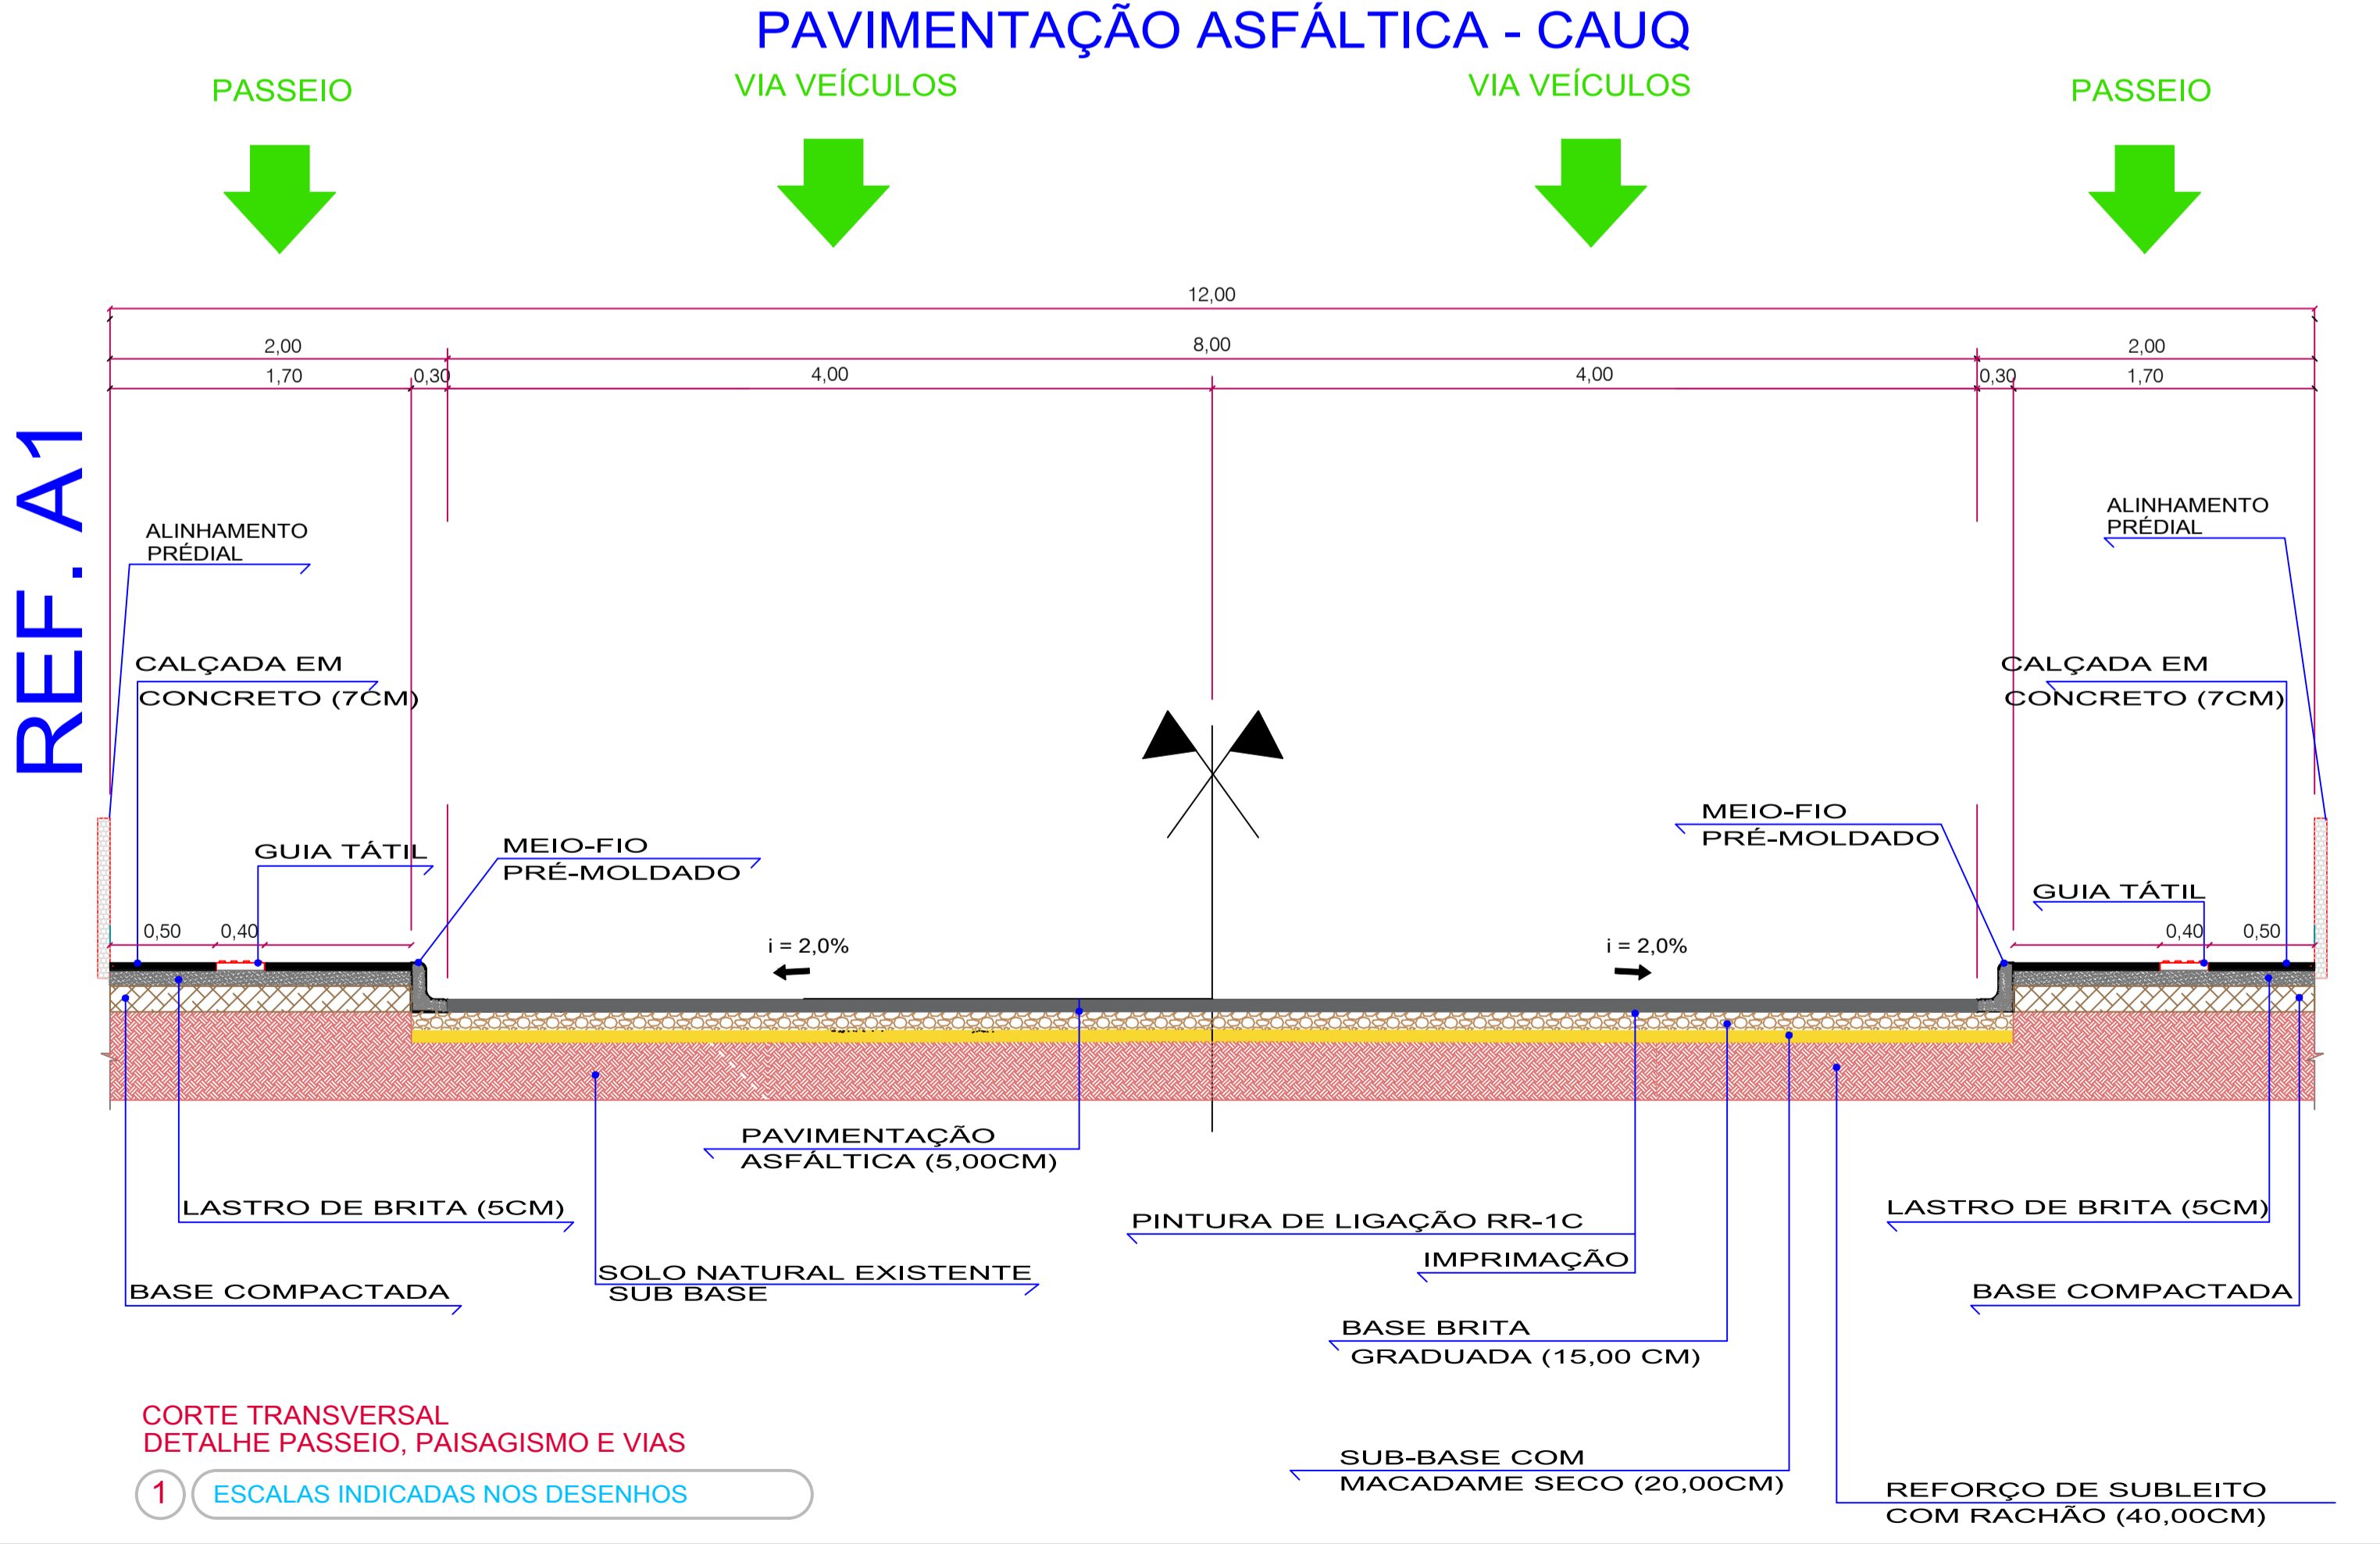 PAVIMENTAÇÃO ASFÁLTICA - CAUQ
PASSEIO
VIA VEÍCULOS
VIA VEÍCULOS
PASSEIO
12,00
2,00
8,00
2,00
1,70
0,30
4,00
4,00
0,30
1,70
REF. A1
ALINHAMENTO
PRÉDIAL
ALINHAMENTO
PRÉDIAL
CALÇADA EM
CONCRETO (7CM)
CALÇADA EM
CONCRETO (7CM)
GUIA TÁTIL
MEIO-FIO
PRÉ-MOLDADO
MEIO-FIO
PRÉ-MOLDADO
GUIA TÁTIL
0,50
0,40
i = 2,0%
i = 2,0%
0,40
0,50
PAVIMENTAÇÃO
ASFÁLTICA (5,00CM)
LASTRO DE BRITA (5CM)
PINTURA DE LIGAÇÃO RR-1C
LASTRO DE BRITA (5CM)
IMPRIMAÇÃO
SOLO NATURAL EXISTENTE
SUB BASE
BASE COMPACTADA
BASE COMPACTADA
BASE BRITA
GRADUADA (15,00 CM)
CORTE TRANSVERSAL
DETALHE PASSEIO, PAISAGISMO E VIAS
1
ESCALAS INDICADAS NOS DESENHOS
SUB-BASE COM
MACADAME SECO (20,00CM)
REFORÇO DE SUBLEITO
COM RACHÃO (40,00CM)